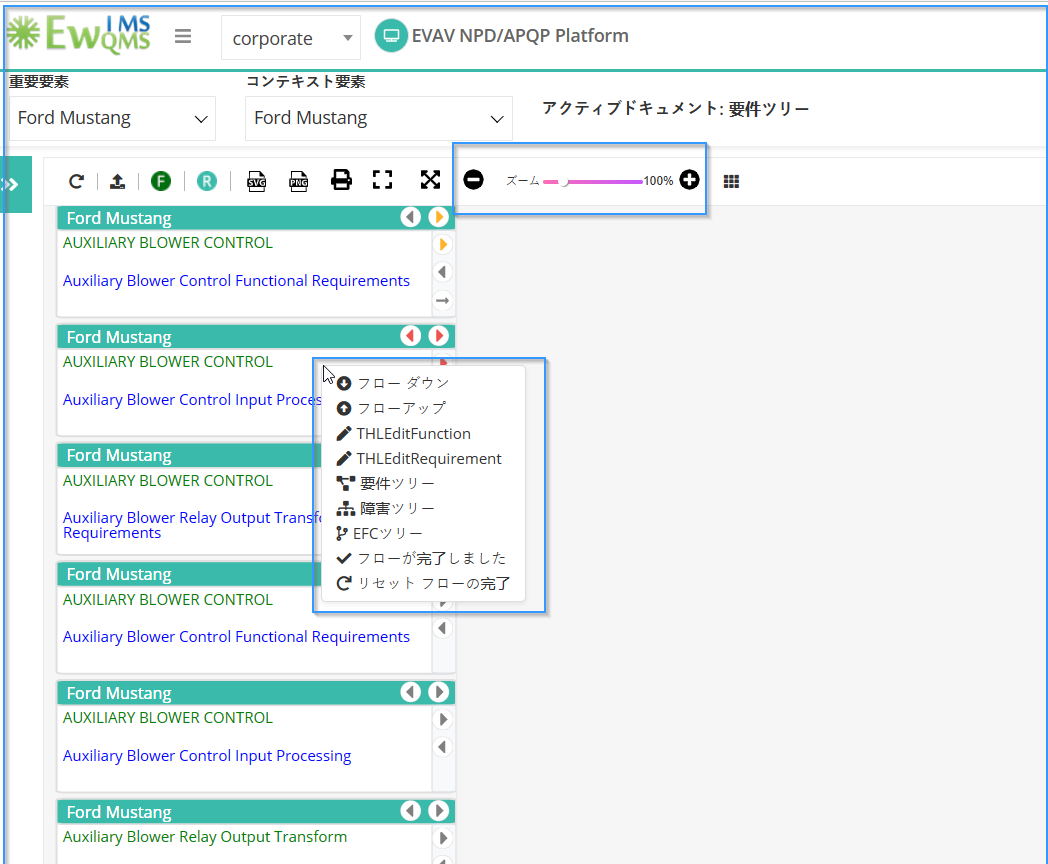 EwQMS IMS
corporate
EVAV NPD/APQP Platform
重要要素
コンテキスト要素
Ford Mustang
Ford Mustang
アクティブドキュメント: 要件ツリー
F
R
SVG
PNG
ズーム
100%
Ford Mustang
AUXILIARY BLOWER CONTROL
Auxiliary Blower Control Functional Requirements
Ford Mustang
AUXILIARY BLOWER CONTROL
Auxiliary Blower Control Input Proces
フロー ダウン
フローアップ
THLEditFunction
THLEditRequirement
要件ツリー
障害ツリー
EFCツリー
フローが完了しました
リセット フローの完了
Ford Mustang
AUXILIARY BLOWER CONTROL
Auxiliary Blower Relay Output Transfo
Requirements
Ford Mustang
AUXILIARY BLOWER CONTROL
Auxiliary Blower Control Functional Requirements
Ford Mustang
AUXILIARY BLOWER CONTROL
Auxiliary Blower Control Input Processing
Ford Mustang
Auxiliary Blower Relay Output Transform